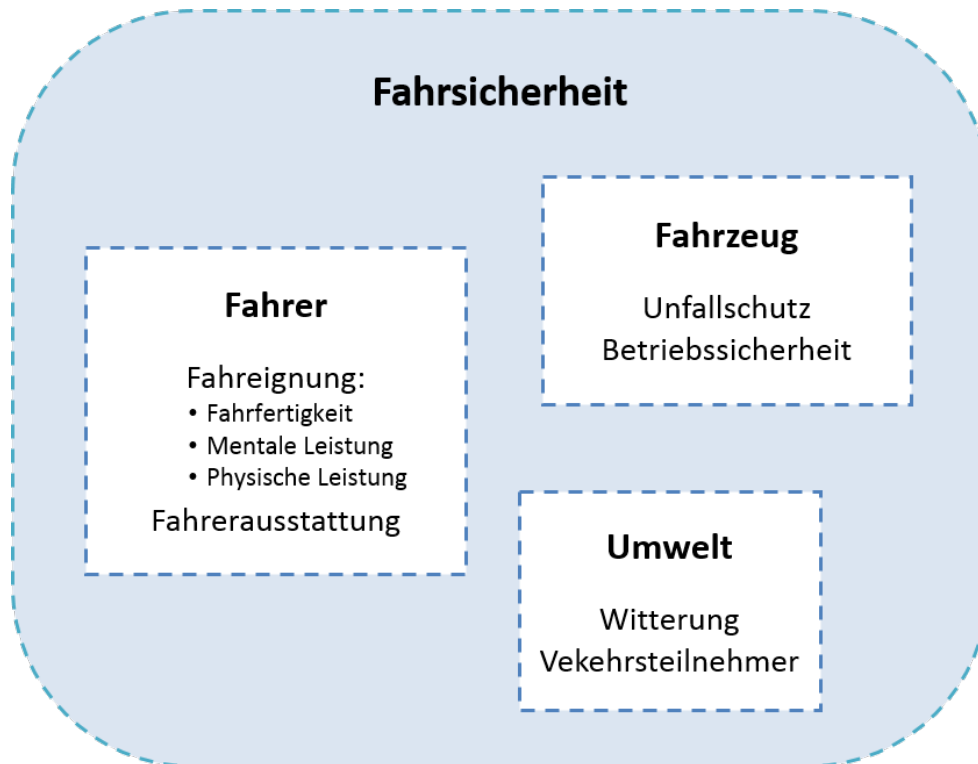 Fahrsicherheit
Fahrer
Fahreignung:
• Fahrfertigkeit
• Mentale Leistung
• Physische Leistung
Fahrerausstattung
Fahrzeug
Unfallschutz
Betriebssicherheit
Umwelt
Witterung
Vekehrsteilnehmer